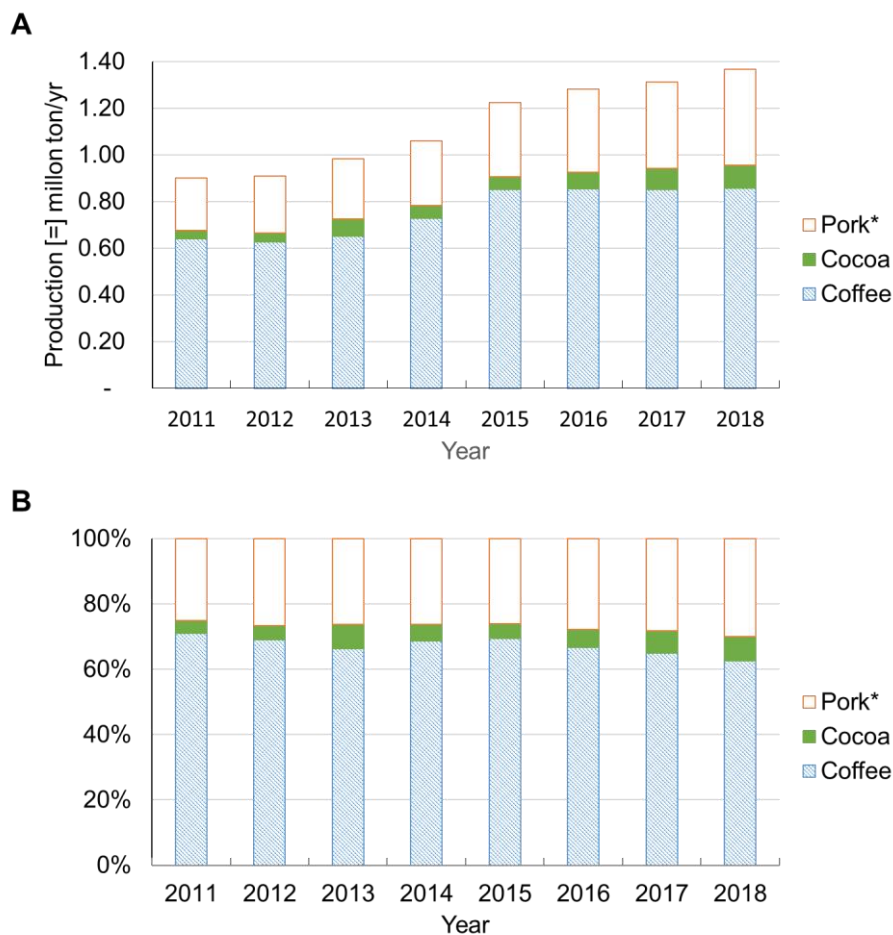 A
Production [=] millon ton/yr
1.40
1.20
1.00
0.80
0.60
0.40
0.20
-
2011 2012 2013 2014 2015 2016 2017 2018
Year
Pork*
Cocoa
Coffee
B
100%
80%
60%
40%
20%
0%
2011 2012 2013 2014 2015 2016 2017 2018
Year
Pork*
Cocoa
Coffee